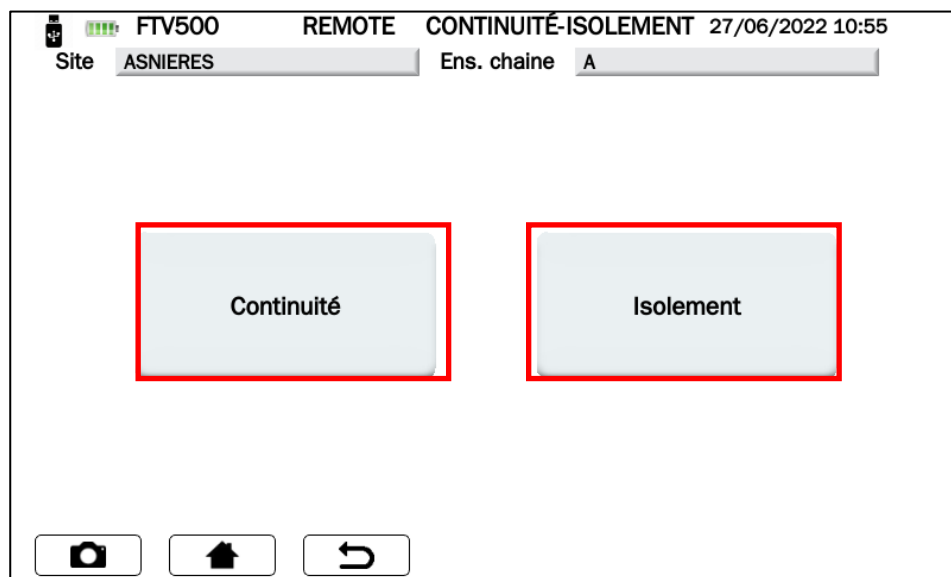 FTV500 REMOTE CONTINUITÉ-ISOLEMENT 27/06/2022 10:55
Site ASNIERES Ens. chaine A
Continuité Isolement